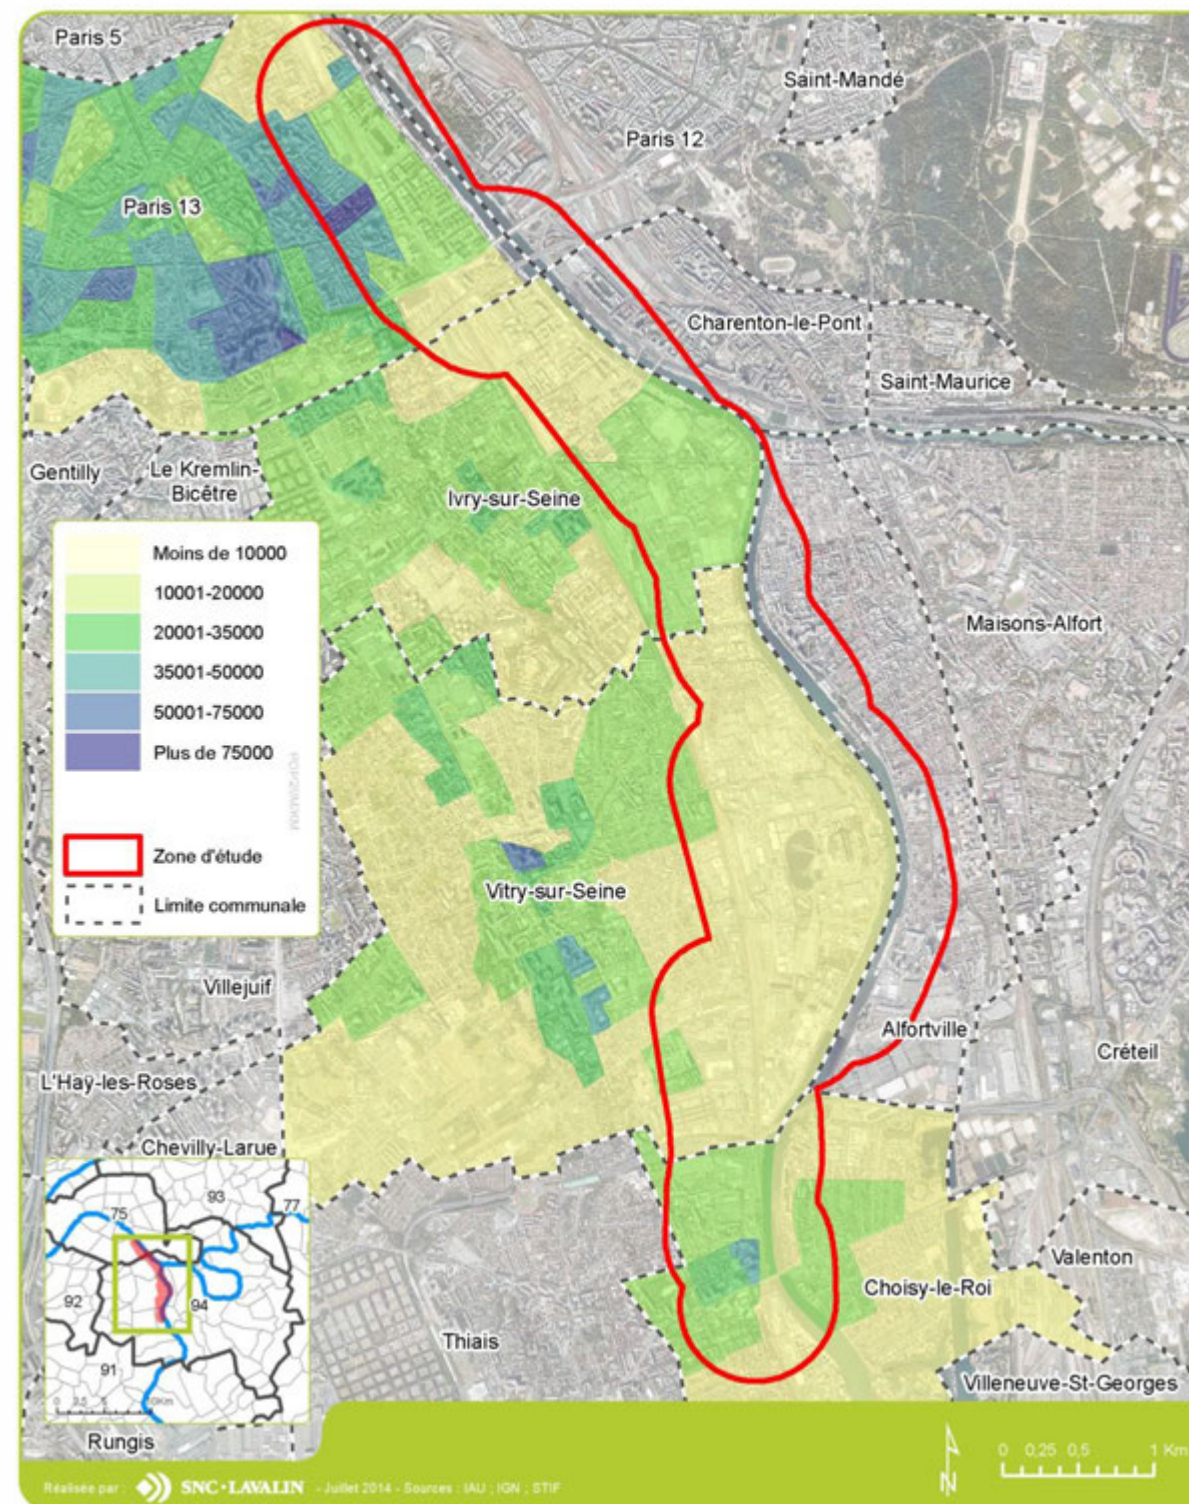 Paris 5
Saint-Mandé
Paris 12
Paris 13
Charenton-le-Pont
Saint-Maurice
Gentilly
Le Kremlin-
Bicêtre
Ivry-sur-Seine
Moins de 10000
10001-20000
20001-35000
35001-50000
50001-75000
Plus de 75000
Zone d'étude
Limite communale
Maisons-Alfort
Vitry-sur-Seine
Villejuif
Alfortville
Créteil
L'Haÿ-les-Roses
Chevilly-Larue
93
77
75
92
94
91
Valenton
Choisy-le-Roi
Thiais
Villeneuve-St-Georges
Rungis
N
0 0,25 0,5 1 Km
Réalisée par : SNC•LAVALIN - Juillet 2014 - Sources : IAU ; IGN ; STIF